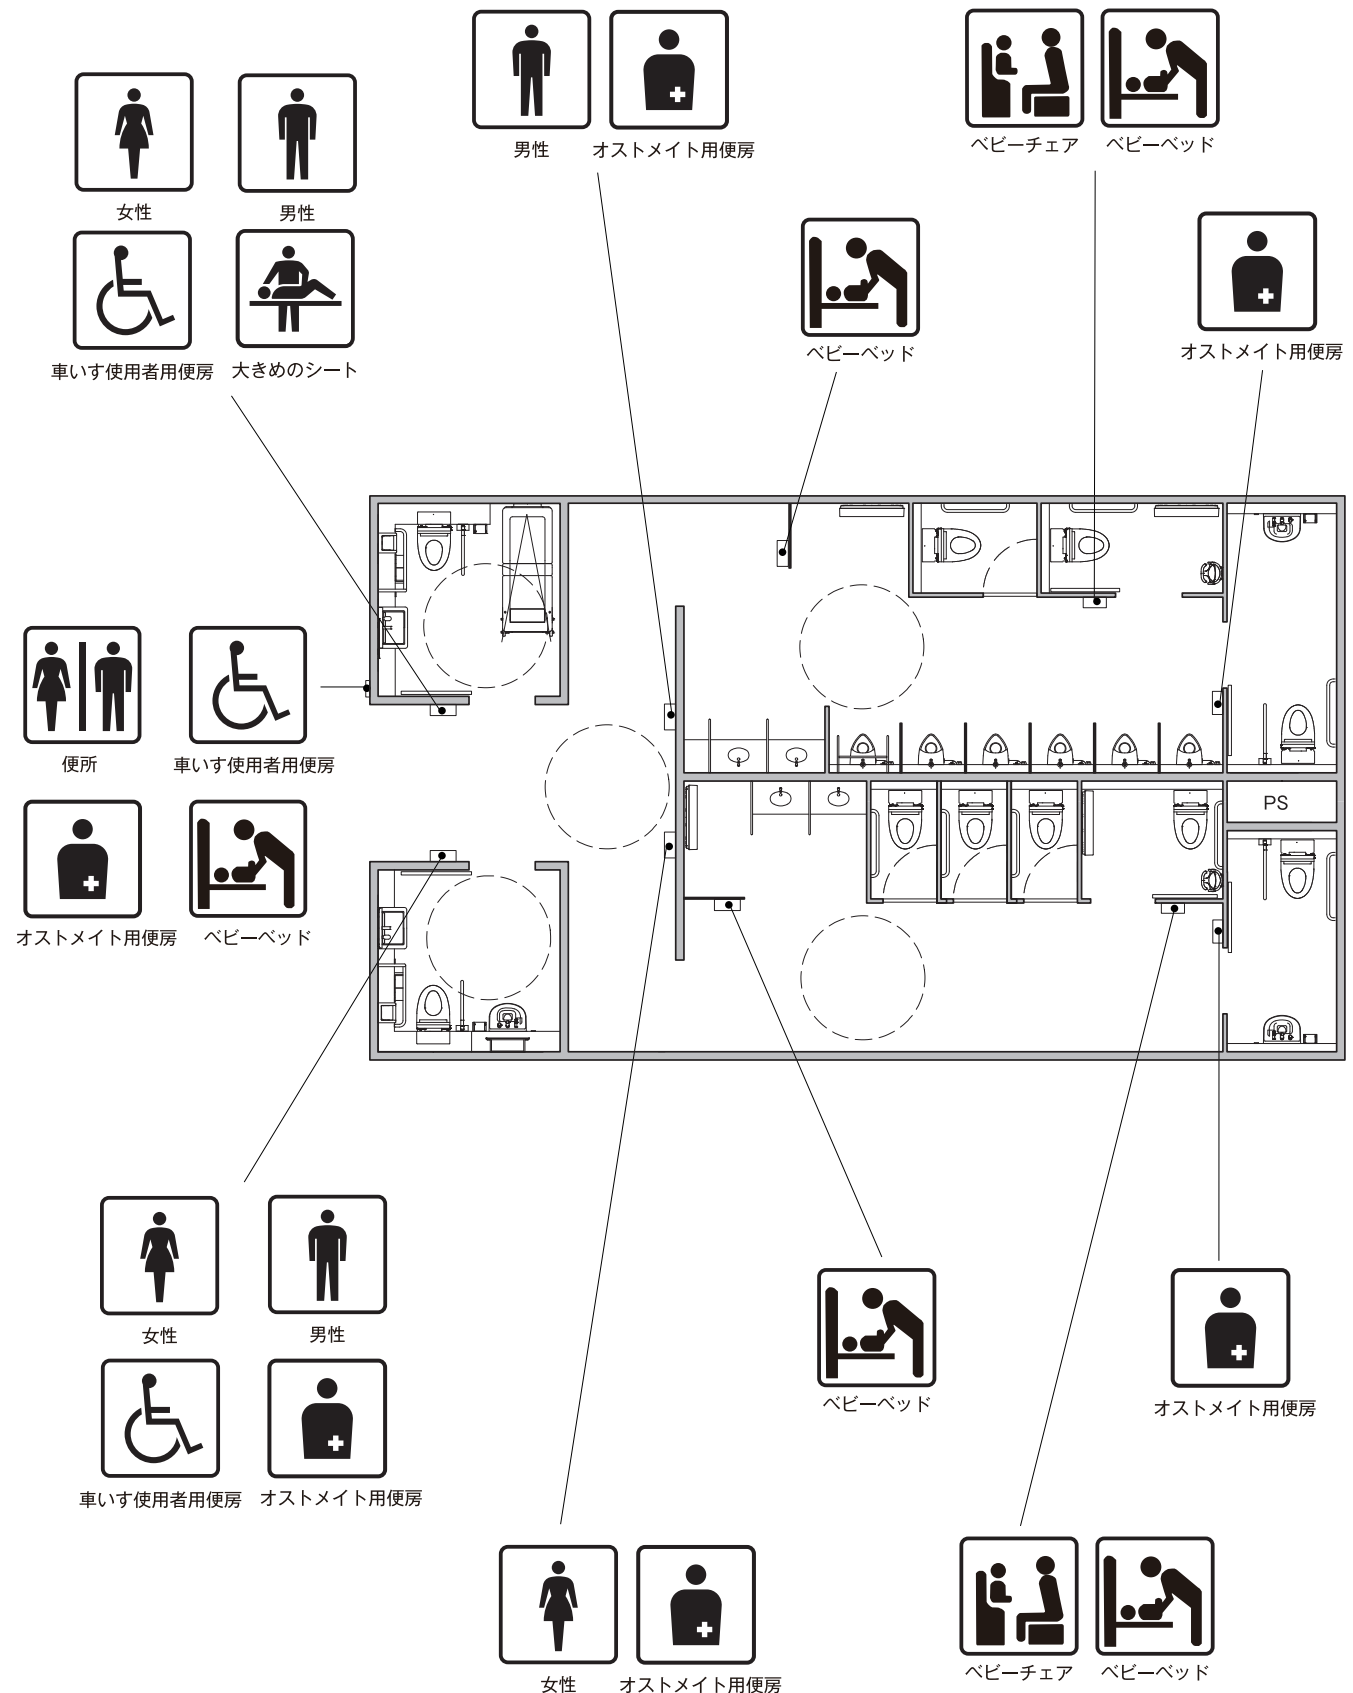 男性
オストメイト用便房
ベビーチェア
ベビーベッド
女性
男性
車いす使用者用便房
大きめのシート
ベビーベッド
オストメイト用便房
便所
車いす使用者用便房
オストメイト用便房
ベビーベッド
PS
女性
男性
車いす使用者用便房
オストメイト用便房
ベビーベッド
オストメイト用便房
女性
オストメイト用便房
ベビーチェア
ベビーベッド